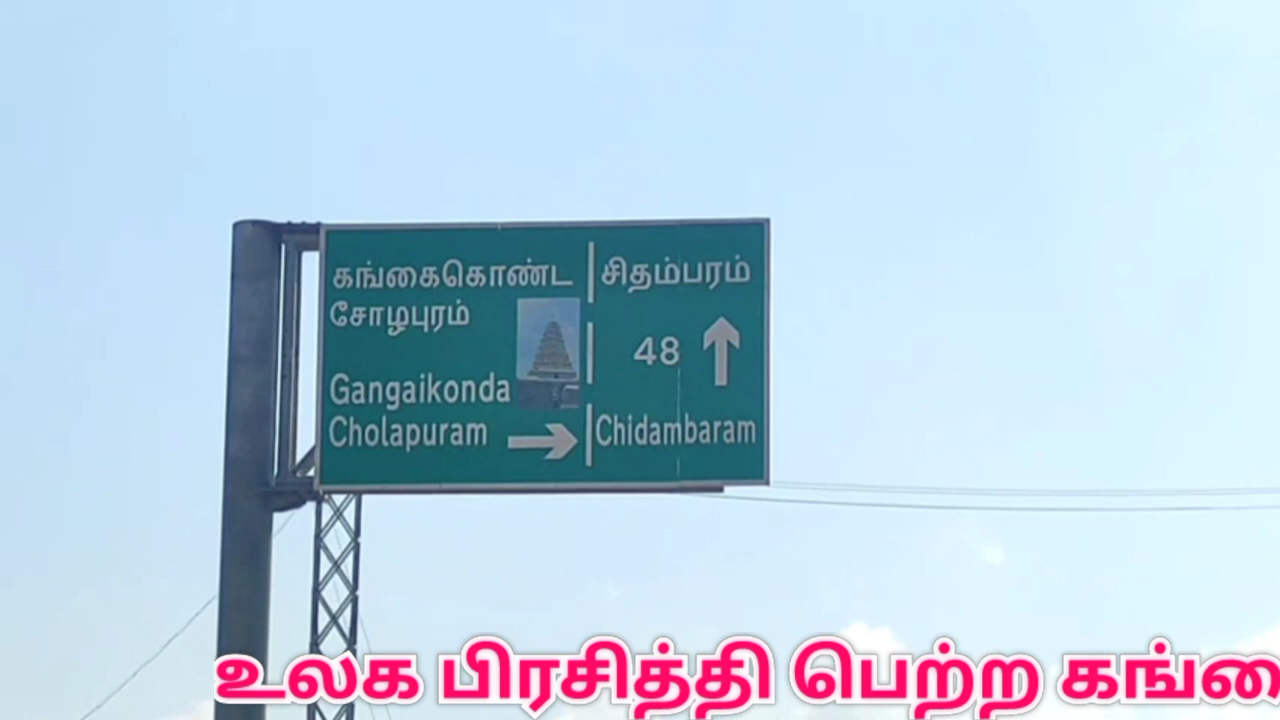 கங்கைகொண்ட
சோழபுரம்
Gangaikonda
Cholapuram
சிதம்பரம்
48
Chidambaram
உலக பிரசித்தி பெற்ற